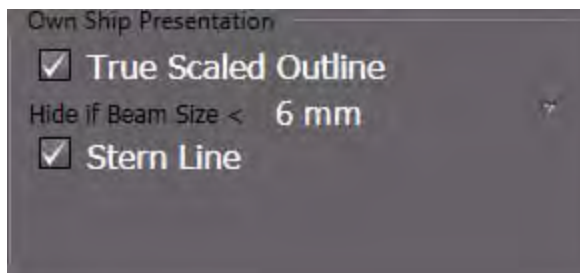 Own Ship Presentation
True Scaled Outline
Hide if Beam Size < 6 mm
Stern Line